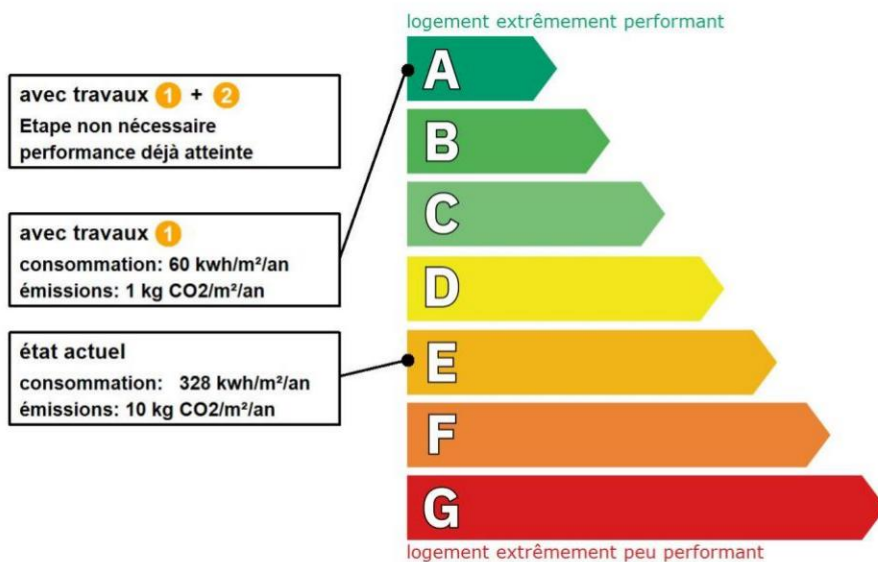 logement extrêmement performant
avec travaux 1 + 2
Etape non nécessaire
performance déjà atteinte
avec travaux 1
consommation: 60 kwh/m²/an
émissions: 1 kg CO2/m²/an
état actuel
consommation: 328 kwh/m²/an
émissions: 10 kg CO2/m²/an
A
B
C
D
E
F
G
logement extrêmement peu performant